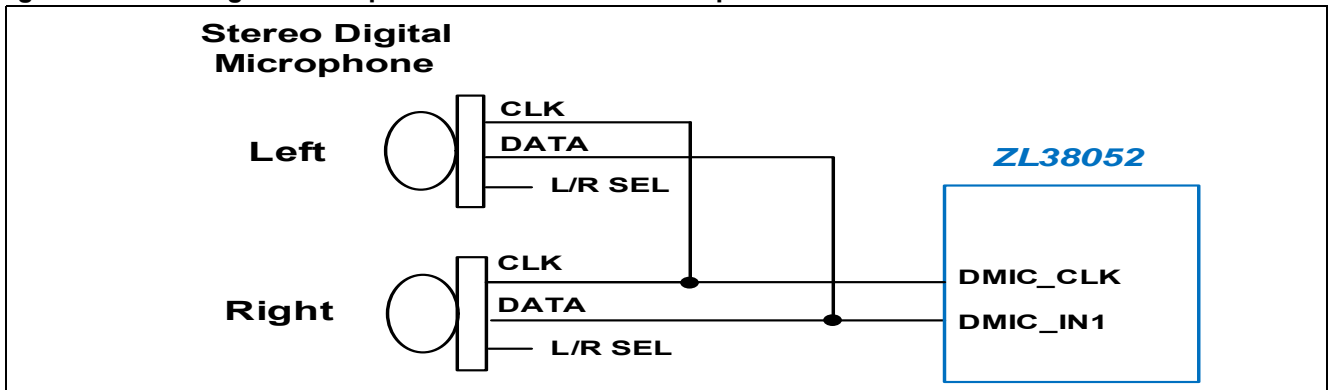 Stereo Digital
Microphone
CLK
DATA
Left
L/R SEL
ZL38052
CLK
DMIC_CLK
Right
DATA
DMIC_IN1
L/R SEL